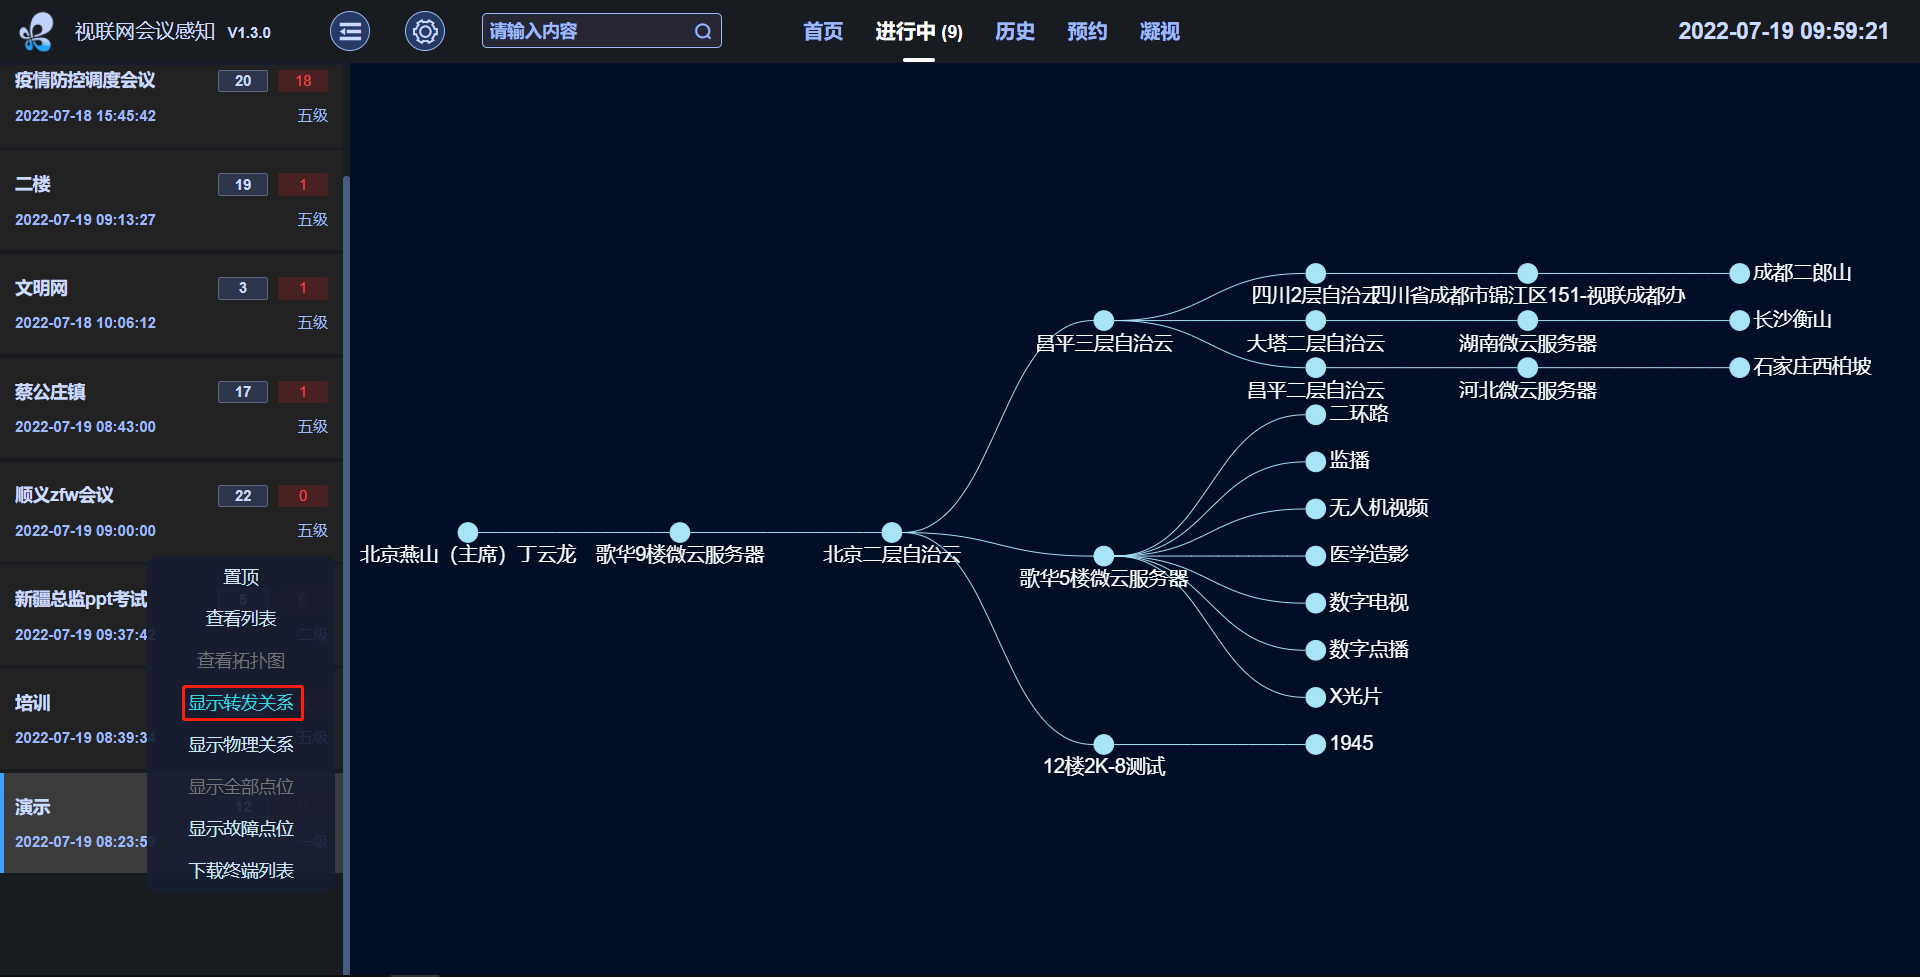 视联网会议感知 V1.3.0
请输入内容
首页 进行中 (9) 历史 预约 凝视
2022-07-19 09:59:21
疫情防控调度会议 20 18
2022-07-18 15:45:42 五级
二楼 19 1
2022-07-19 09:13:27 五级
文明网 3 1
2022-07-18 10:06:12 五级
蔡公庄镇 17 1
2022-07-19 08:43:00 五级
顺义zfw会议 22 0
2022-07-19 09:00:00 五级
新疆总监ppt考试 5 0
2022-07-19 09:37:42 二级
培训
2022-07-19 08:39:34 五级
演示 12 0
2022-07-19 08:23:59 一级
置顶
查看列表
查看拓扑图
显示转发关系
显示物理关系
显示全部点位
显示故障点位
下载终端列表
北京燕山（主席）丁云龙
歌华9楼微云服务器
北京二层自治云
昌平三层自治云
歌华5楼微云服务器
12楼2K-8测试
四川2层自治云
四川省成都市锦江区151-视联成都办
成都二郎山
大塔二层自治云
湖南微云服务器
长沙衡山
昌平二层自治云
河北微云服务器
石家庄西柏坡
二环路
监播
无人机视频
医学造影
数字电视
数字点播
X光片
1945